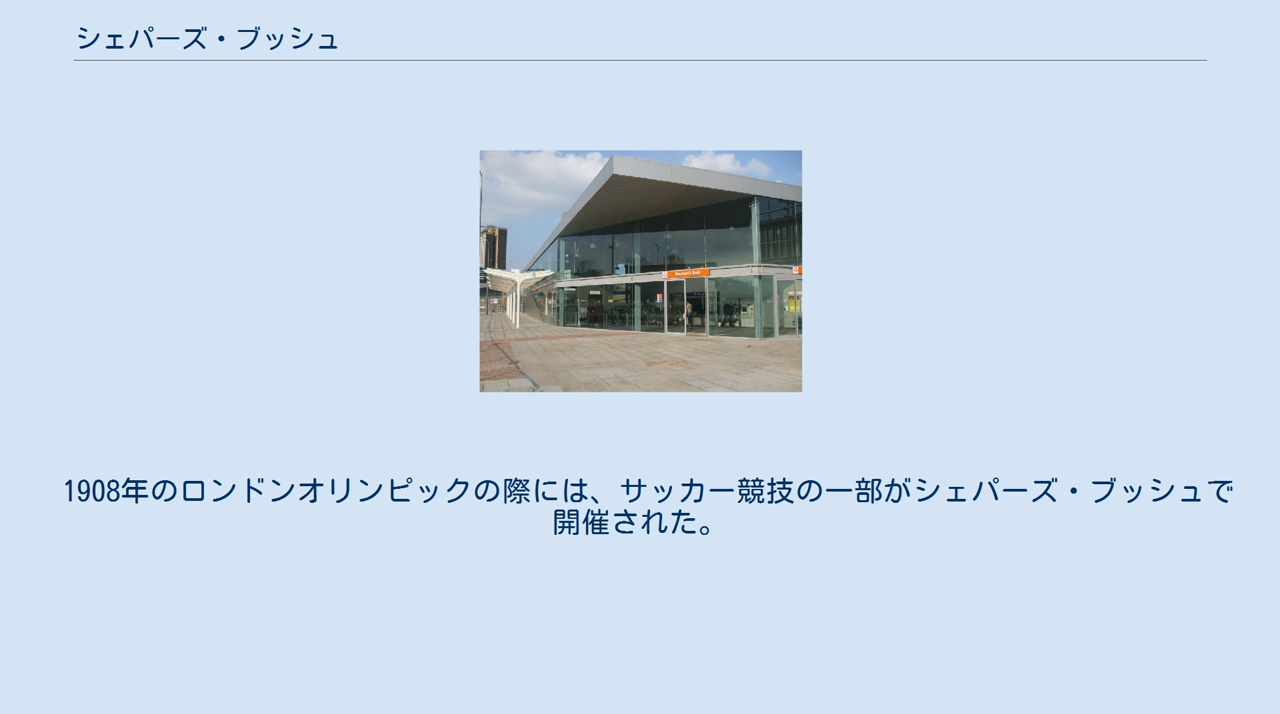 シェパーズ・ブッシュ
Shepherd's Bush
1908年のロンドンオリンピックの際には、サッカー競技の一部がシェパーズ・ブッシュで
開催された。